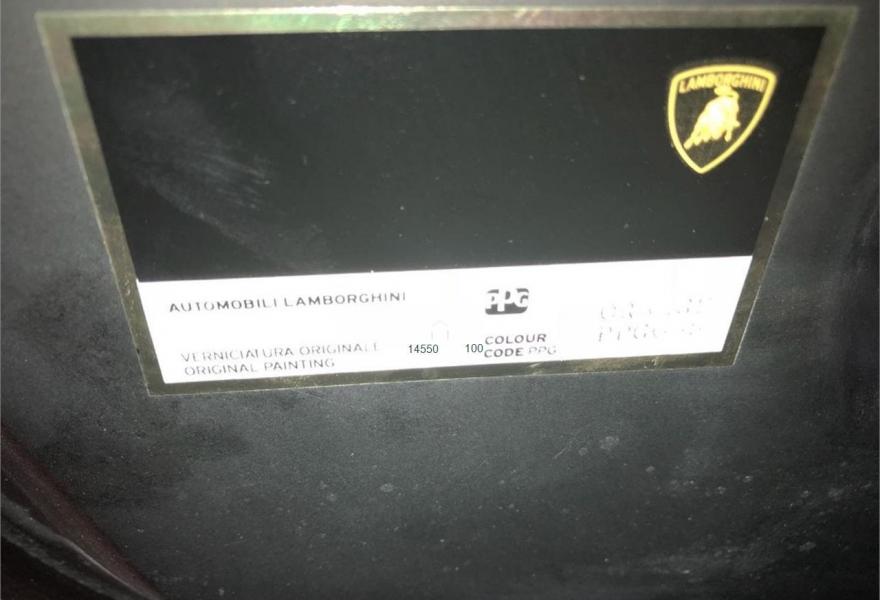 LAMBORGHINI
AUTOMOBILI LAMBORGHINI
PPG
VERNICIATURA ORIGINALE
ORIGINAL PAINTING
14550
100
COLOUR
CODE PPG